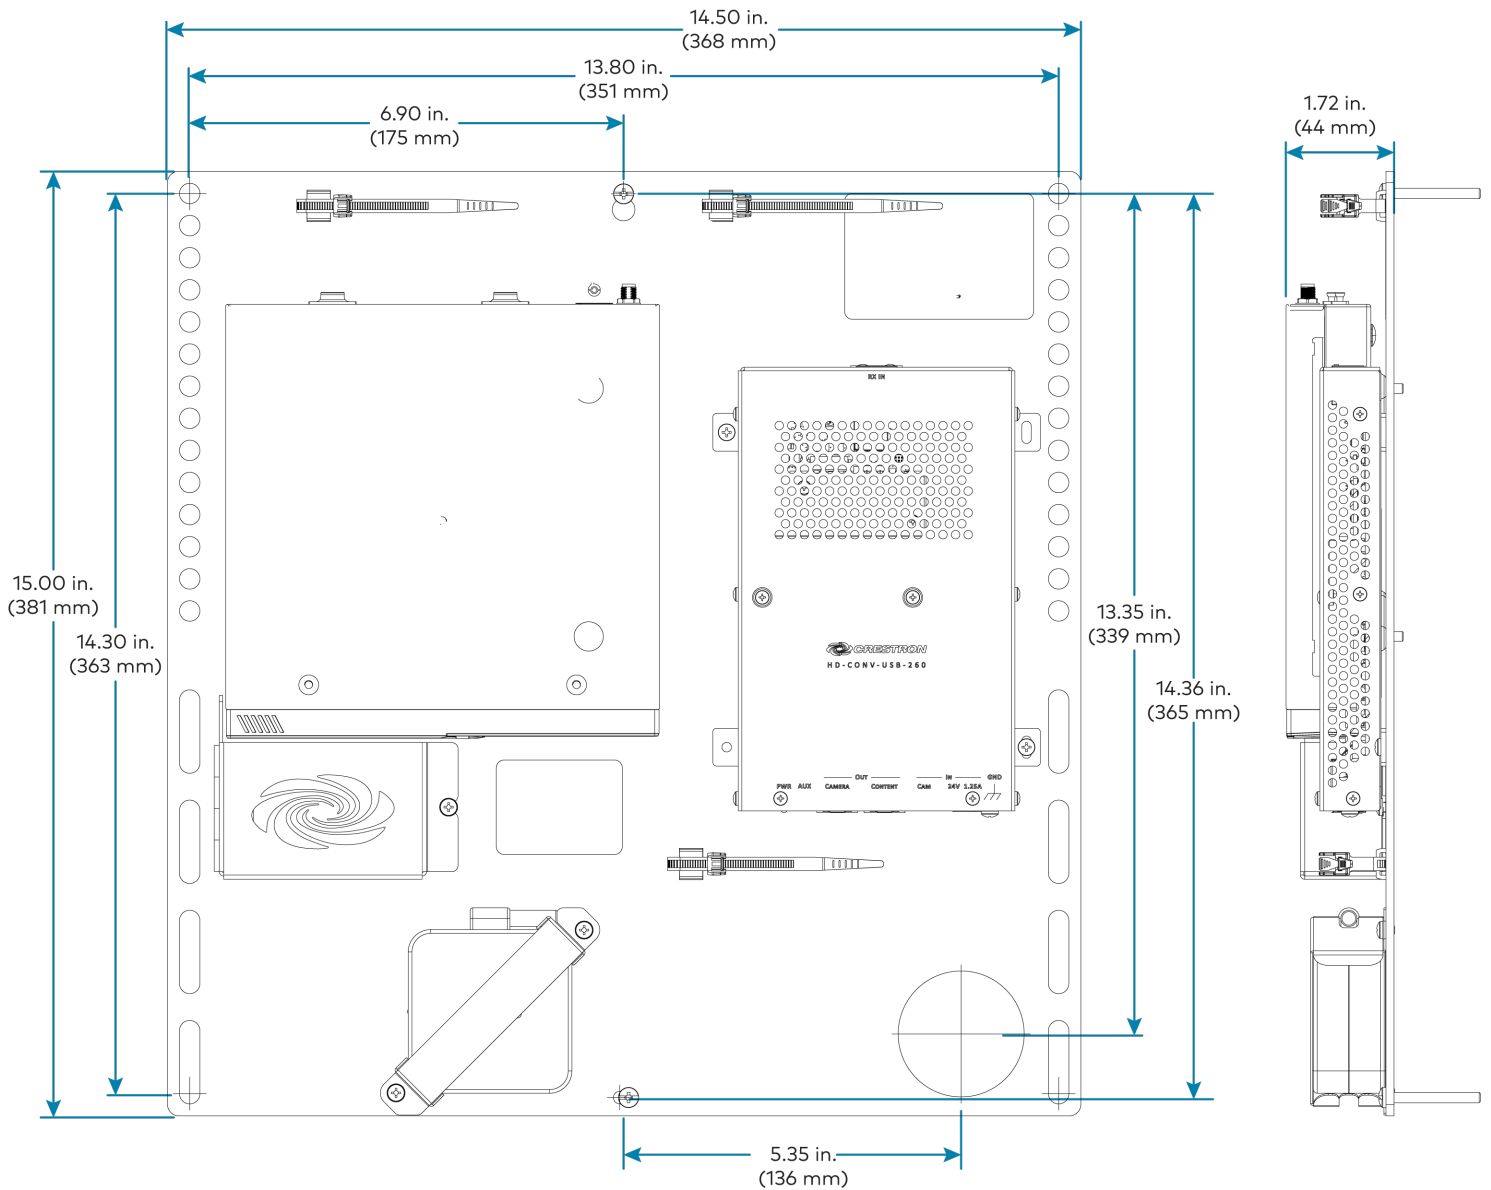 14.50 in.
(368 mm)
13.80 in.
(351 mm)
6.90 in.
(175 mm)
1.72 in.
(44 mm)
RX IN
15.00 in.
(381 mm)
14.30 in.
(363 mm)
13.35 in.
(339 mm)
14.36 in.
(365 mm)
CRESTRON
HD-CONV-USB-260
OUT IN GND
PWR AUX CAMERA CONTENT CAM 24V 1.25A
5.35 in.
(136 mm)